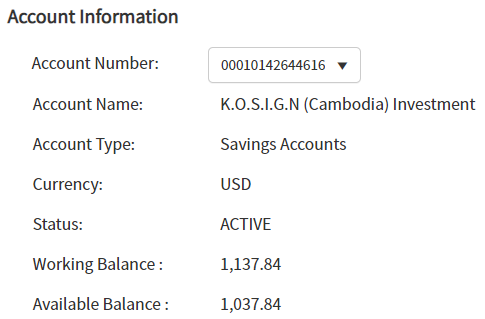 Account Information
Account Number: 00010142644616
Account Name: K.O.S.I.G.N (Cambodia) Investment
Account Type: Savings Accounts
Currency: USD
Status: ACTIVE
Working Balance : 1,137.84
Available Balance : 1,037.84